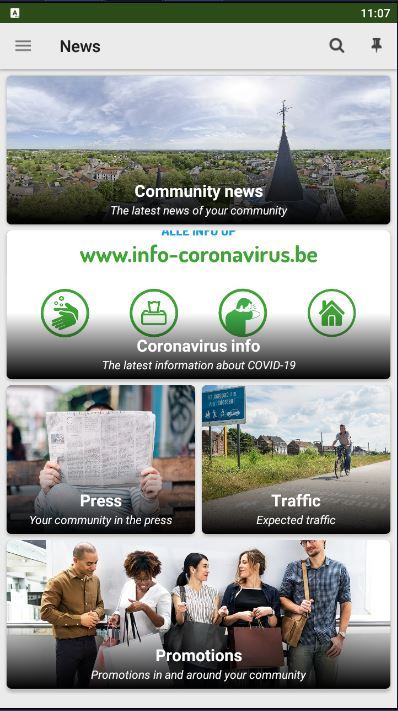 11:07
News
Community news
The latest news of your community
ALLE INFO OP
www.info-coronavirus.be
Coronavirus info
The latest information about COVID-19
Press
Your community in the press
Traffic
Expected traffic
Promotions
Promotions in and around your community